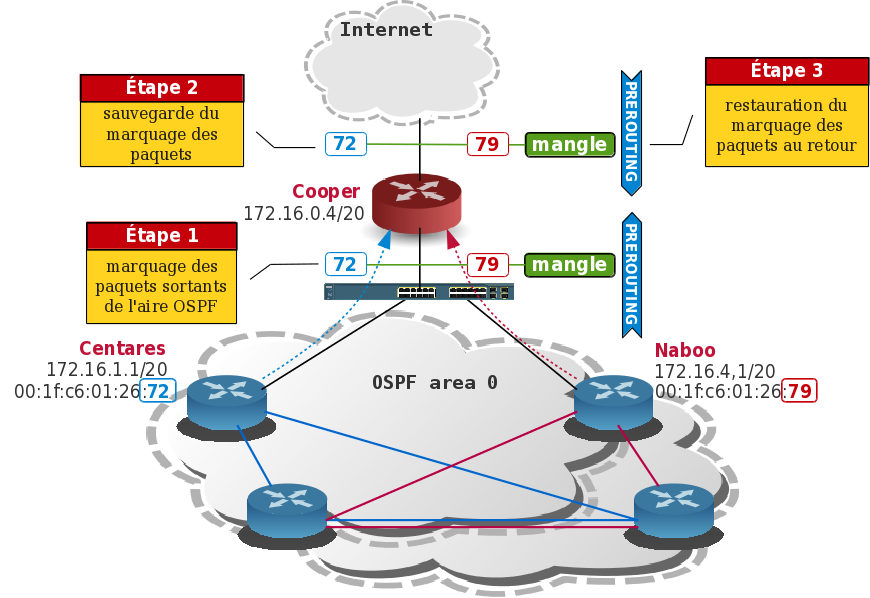 Internet
Étape 2
sauvegarde du
marquage des
paquets
72
79
mangle
PREROUTING
Étape 3
restauration du
marquage des
paquets au retour
Cooper
172.16.0.4/20
Étape 1
marquage des
paquets sortants
de l'aire OSPF
72
79
mangle
PREROUTING
Centares
172.16.1.1/20
00:1f:c6:01:26:72
OSPF area 0
Naboo
172.16.4,1/20
00:1f:c6:01:26:79